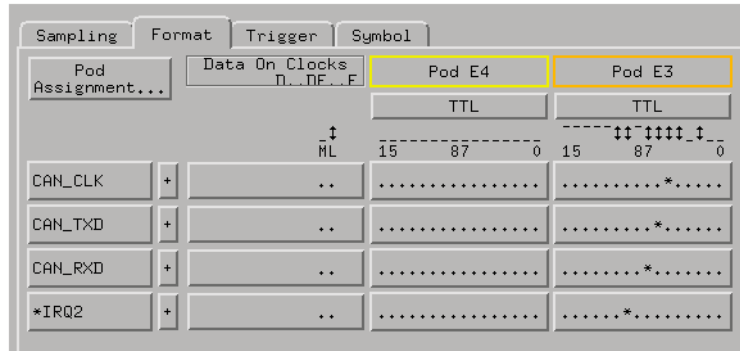 Sampling Format Trigger Symbol
Pod Assignment... Data On Clocks D..DE..E Pod E4 Pod E3
TTL TTL
ML 15 87 0 15 87 0
CAN_CLK + .. ................ ..........*.....
CAN_TXD + .. ................ .........*......
CAN_RXD + .. ................ ........*.......
*IRQ2 + .. ................ ......*.........